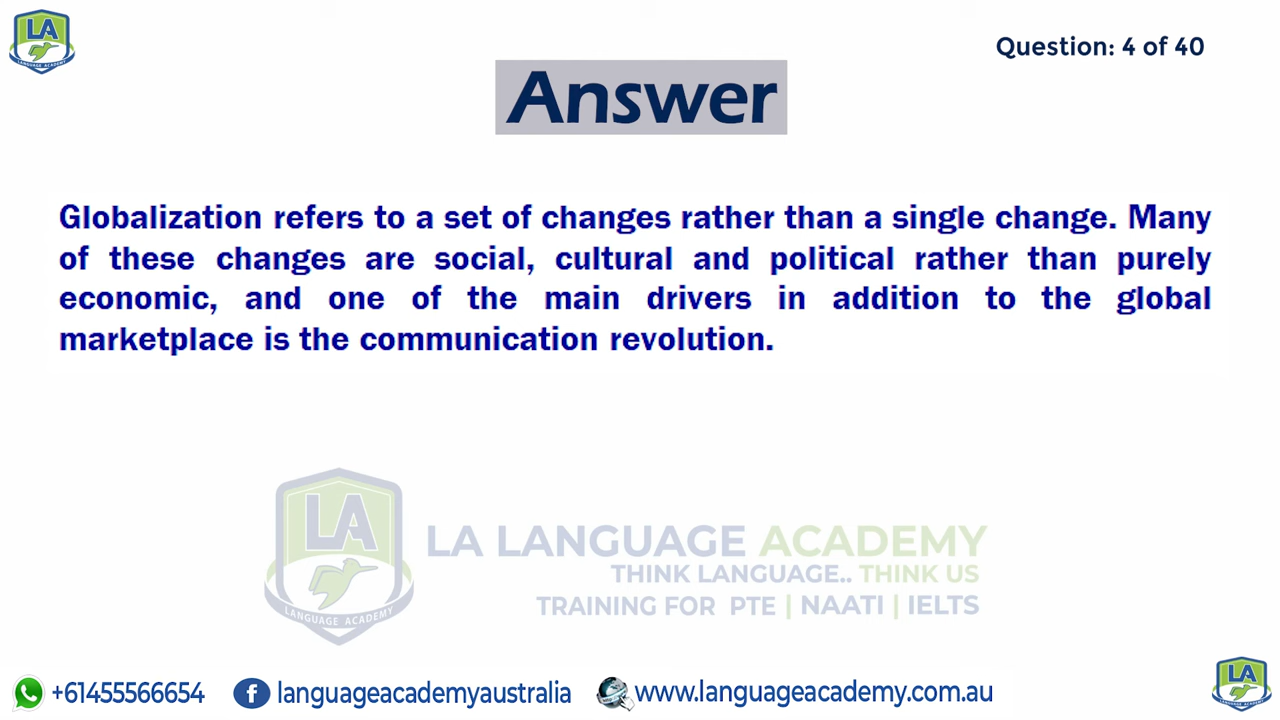 LA
LANGUAGE ACADEMY
Question: 4 of 40
Answer
Globalization refers to a set of changes rather than a single change. Many
of these changes are social, cultural and political rather than purely
economic, and one of the main drivers in addition to the global
marketplace is the communication revolution.
LA
LANGUAGE ACADEMY
LA LANGUAGE ACADEMY
THINK LANGUAGE.. THINK US
TRAINING FOR PTE | NAATI | IELTS
+61455566654
languageacademyaustralia
www.languageacademy.com.au
LA
LANGUAGE ACADEMY